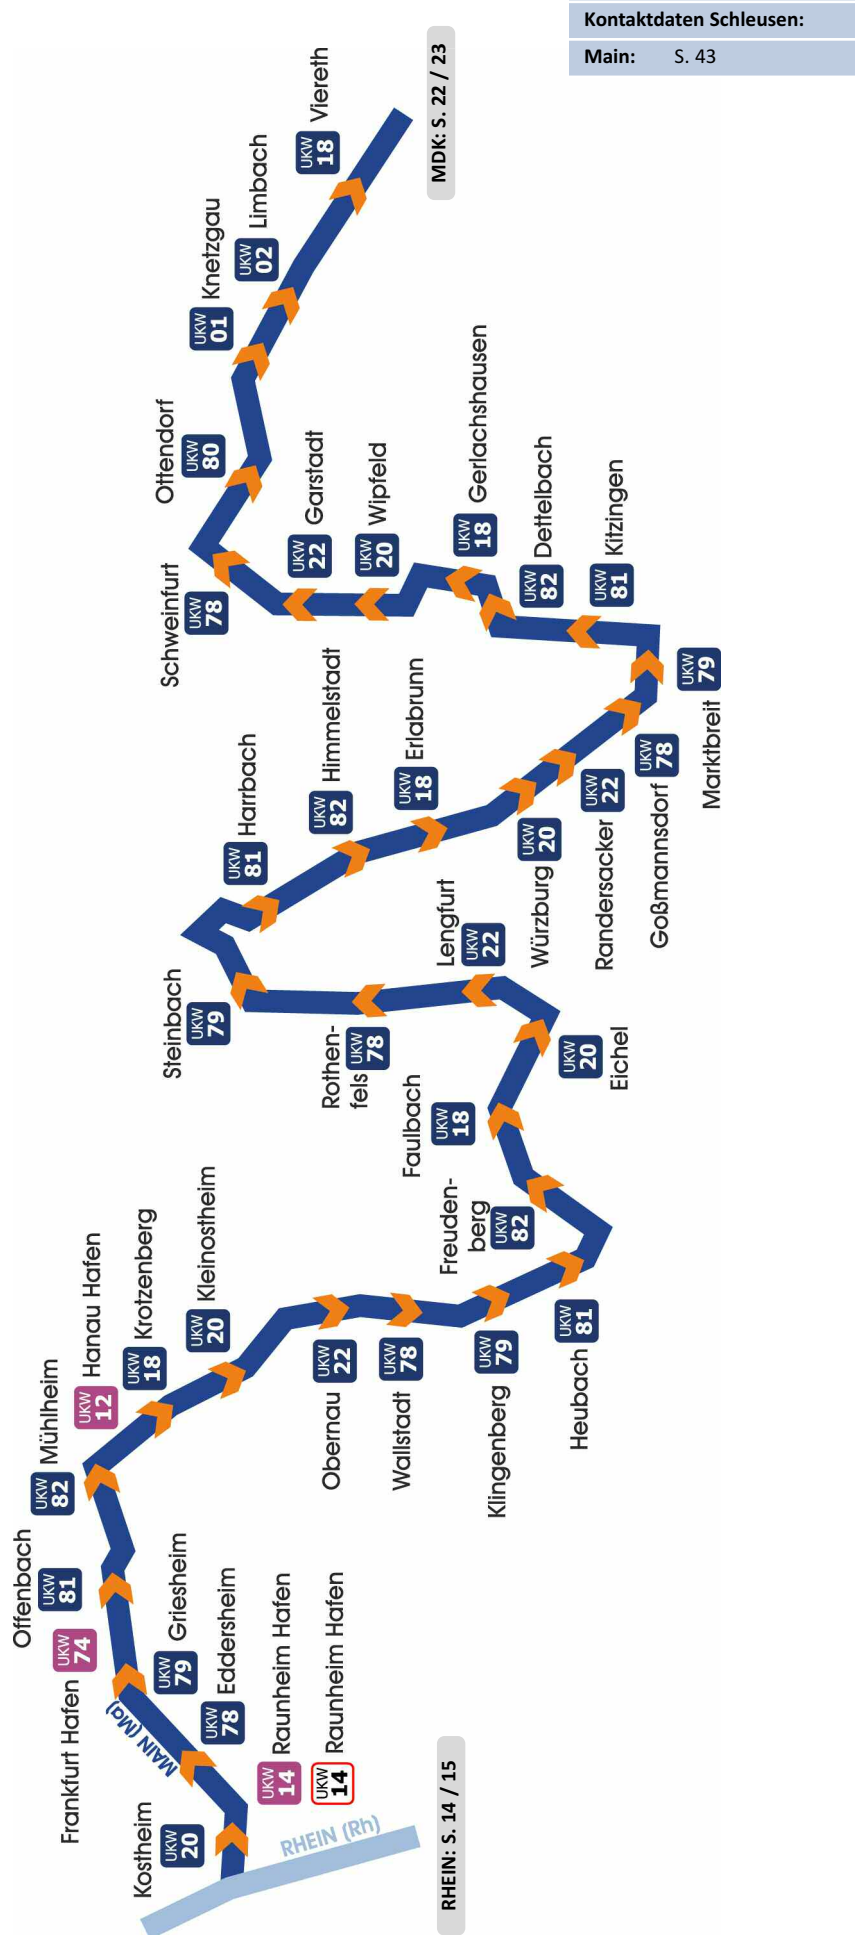 Kontaktdaten Schleusen:
Main: S. 43
MDK: S. 22 / 23
Viereth
UKW
18
Limbach
UKW
02
Knetzgau
UKW
01
Ottendorf
UKW
80
Schweinfurt
UKW
78
Garstadt
UKW
22
Wipfeld
UKW
20
Gerlachshausen
UKW
18
Dettelbach
UKW
82
Kitzingen
UKW
81
Marktbreit
UKW
79
Goßmannsdorf
UKW
78
Randersacker
UKW
22
Würzburg
UKW
20
Erlabrunn
UKW
18
Himmelstadt
UKW
82
Harrbach
UKW
81
Steinbach
UKW
79
Rothen-
fels
UKW
78
Lengfurt
UKW
22
Eichel
UKW
20
Faulbach
UKW
18
Freuden-
berg
UKW
82
Heubach
UKW
81
Klingenberg
UKW
79
Wallstadt
UKW
78
Obernau
UKW
22
Kleinostheim
UKW
20
Krotzenberg
UKW
18
Hanau Hafen
UKW
12
Mühlheim
UKW
82
Offenbach
UKW
81
Frankfurt Hafen
UKW
74
Griesheim
UKW
79
Eddersheim
UKW
78
MAIN (Ma)
Raunheim Hafen
UKW
14
Raunheim Hafen
UKW
14
Kostheim
UKW
20
RHEIN (Rh)
RHEIN: S. 14 / 15